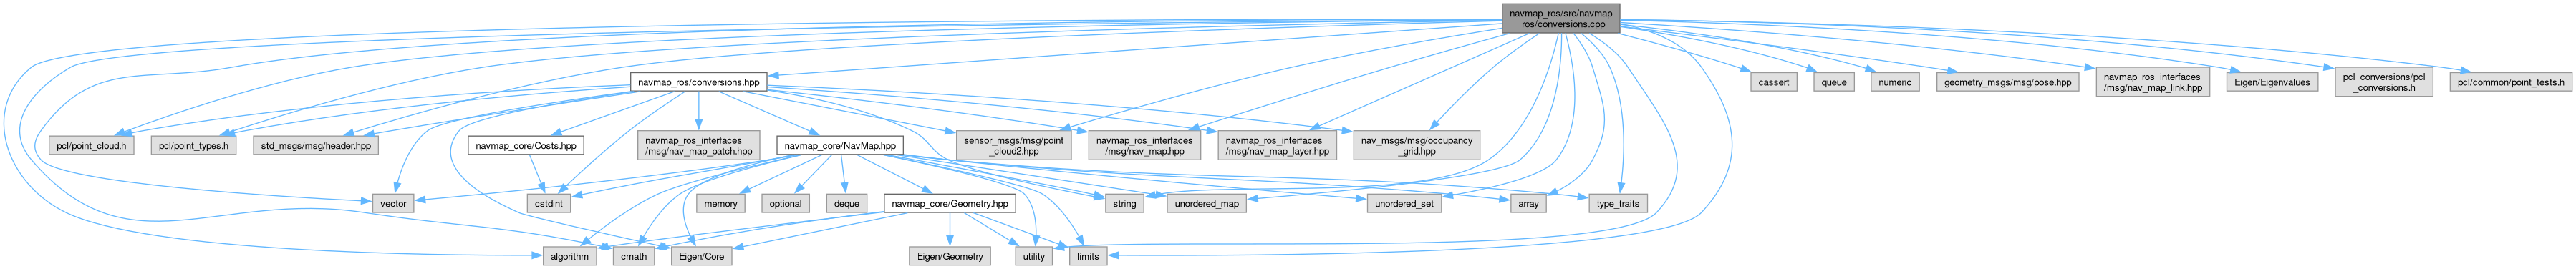 navmap_ros/src/navmap
_ros/conversions.cpp
navmap_ros/conversions.hpp
cassert
queue
numeric
geometry_msgs/msg/pose.hpp
navmap_ros_interfaces
/msg/nav_map_link.hpp
Eigen/Eigenvalues
pcl_conversions/pcl
_conversions.h
pcl/common/point_tests.h
pcl/point_cloud.h
pcl/point_types.h
std_msgs/msg/header.hpp
navmap_core/Costs.hpp
navmap_ros_interfaces
/msg/nav_map_patch.hpp
navmap_core/NavMap.hpp
sensor_msgs/msg/point
_cloud2.hpp
navmap_ros_interfaces
/msg/nav_map.hpp
navmap_ros_interfaces
/msg/nav_map_layer.hpp
nav_msgs/msg/occupancy
_grid.hpp
vector
cstdint
memory
optional
deque
navmap_core/Geometry.hpp
string
unordered_map
unordered_set
array
type_traits
algorithm
cmath
Eigen/Core
Eigen/Geometry
utility
limits